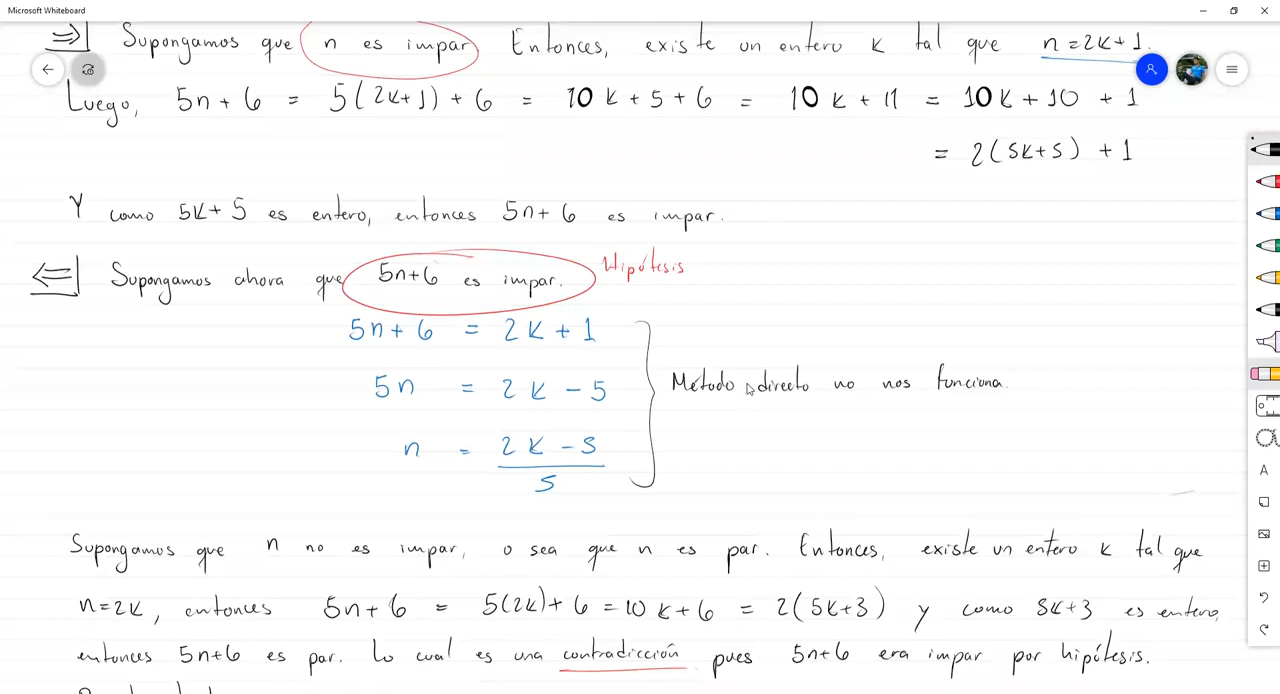 Microsoft Whiteboard
⇒] Supongamos que n es impar Entonces, existe un entero k tal que n = 2k+1.
Luego, 5n + 6 = 5(2k+1) + 6 = 10k + 5 + 6 = 10k + 11 = 10k + 10 + 1
= 2(5k+5) + 1
Y como 5k+5 es entero, entonces 5n+6 es impar.
⇐] Supongamos ahora que 5n+6 es impar. Hipótesis
5n + 6 = 2k + 1
5n = 2k - 5
Método directo no nos funciona.
n = 2k - 5
5
Supongamos que n no es impar, o sea que n es par. Entonces, existe un entero k tal que
n=2k, entonces 5n+6 = 5(2k)+6 = 10k+6 = 2(5k+3) y como 5k+3 es entero,
entonces 5n+6 es par. Lo cual es una contradicción pues 5n+6 era impar por hipótesis.
A